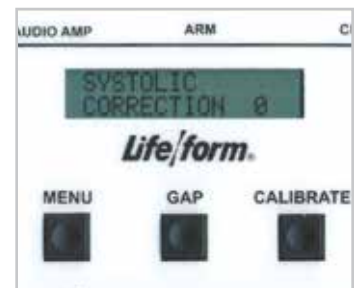 AUDIO AMP ARM
SYSTOLIC
CORRECTION 0
Life/form®
MENU GAP CALIBRATE